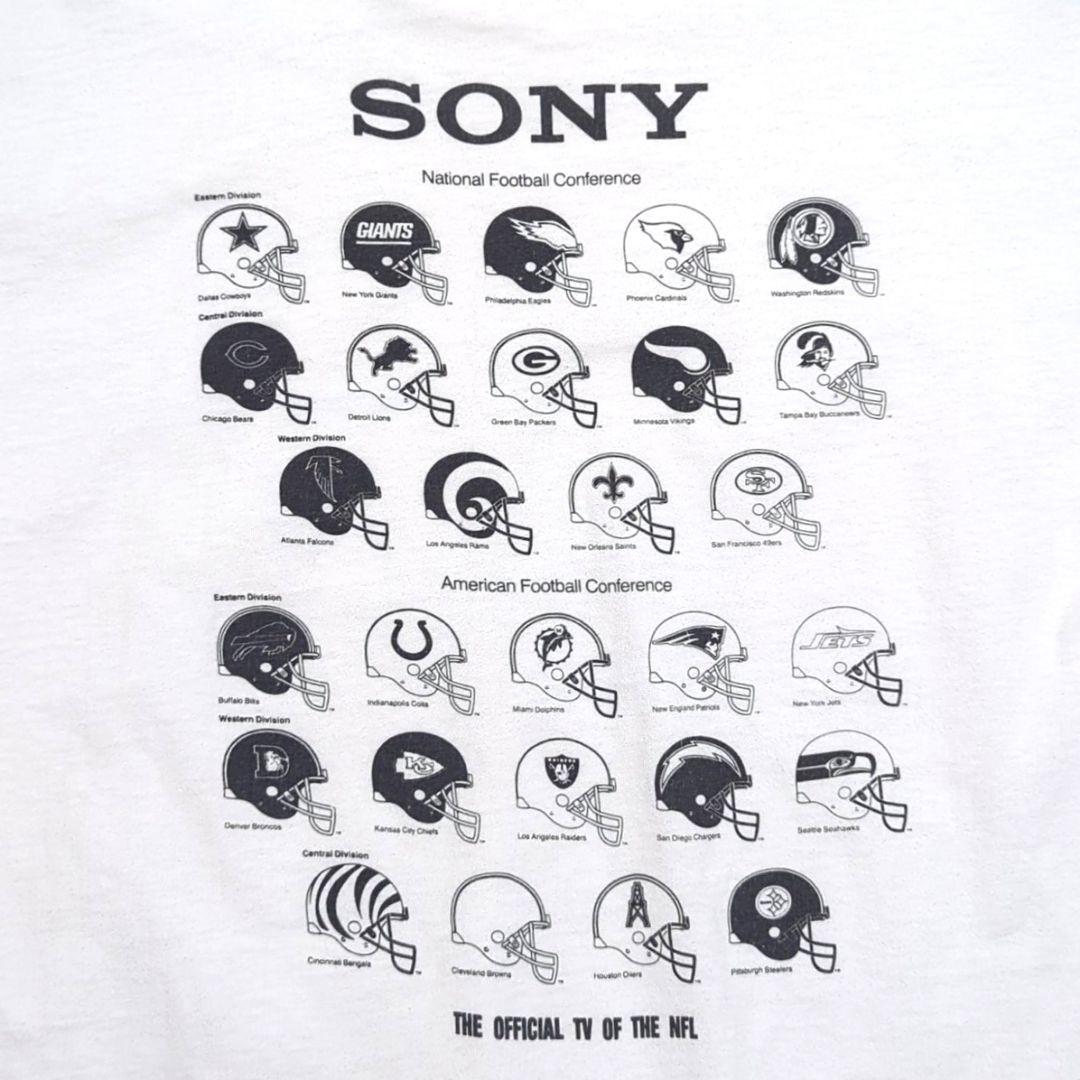 SONY
National Football Conference
Eastern Division
GIANTS
Dallas Cowboys New York Giants Philadelphia Eagles Phoenix Cardinals Washington Redskins
Central Division
C G
Chicago Bears Detroit Lions Green Bay Packers Minnesota Vikings Tampa Bay Buccaneers
Western Division
SF
Atlanta Falcons Los Angeles Rams New Orleans Saints San Francisco 49ers
American Football Conference
Eastern Division
JETS
Buffalo Bills Indianapolis Colts Miami Dolphins New England Patriots New York Jets
Western Division
D KC RAIDERS
Denver Broncos Kansas City Chiefs Los Angeles Raiders San Diego Chargers Seattle Seahawks
Central Division
Cincinnati Bengals Cleveland Browns Houston Oilers Pittsburgh Steelers
THE OFFICIAL TV OF THE NFL